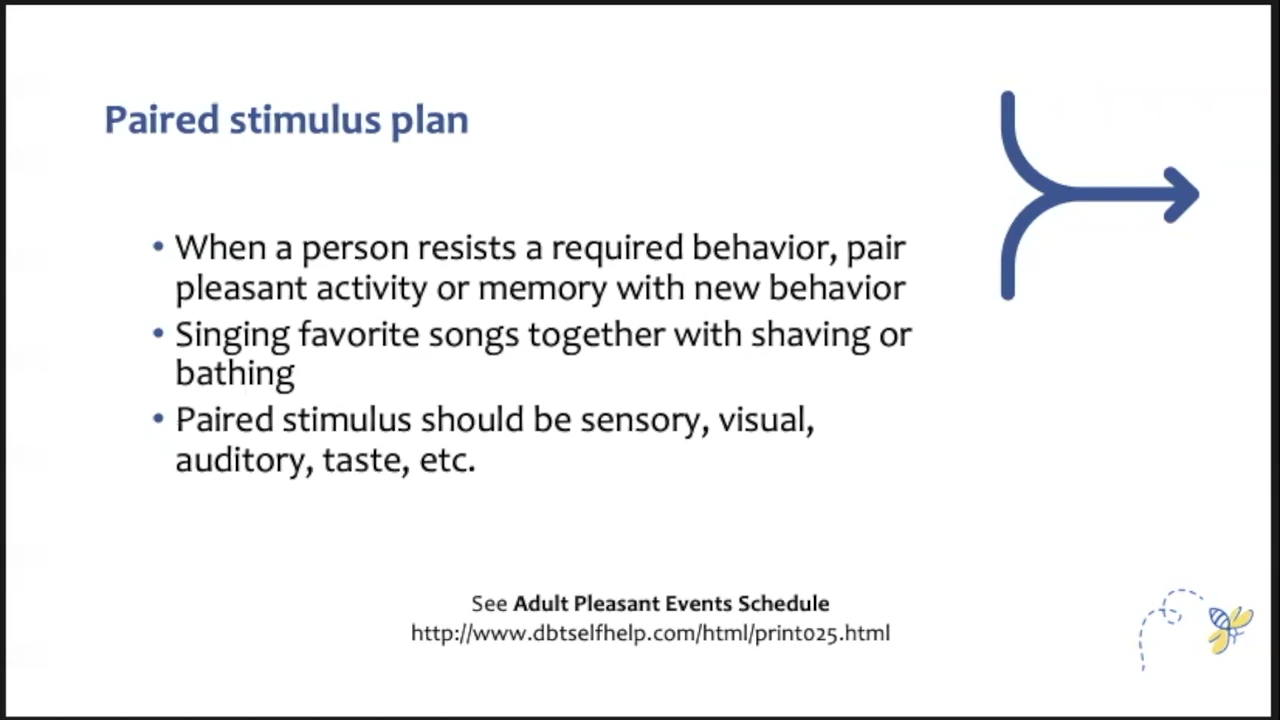 Paired stimulus plan
• When a person resists a required behavior, pair
pleasant activity or memory with new behavior
• Singing favorite songs together with shaving or
bathing
• Paired stimulus should be sensory, visual,
auditory, taste, etc.
See Adult Pleasant Events Schedule
http://www.dbtselfhelp.com/html/print025.html